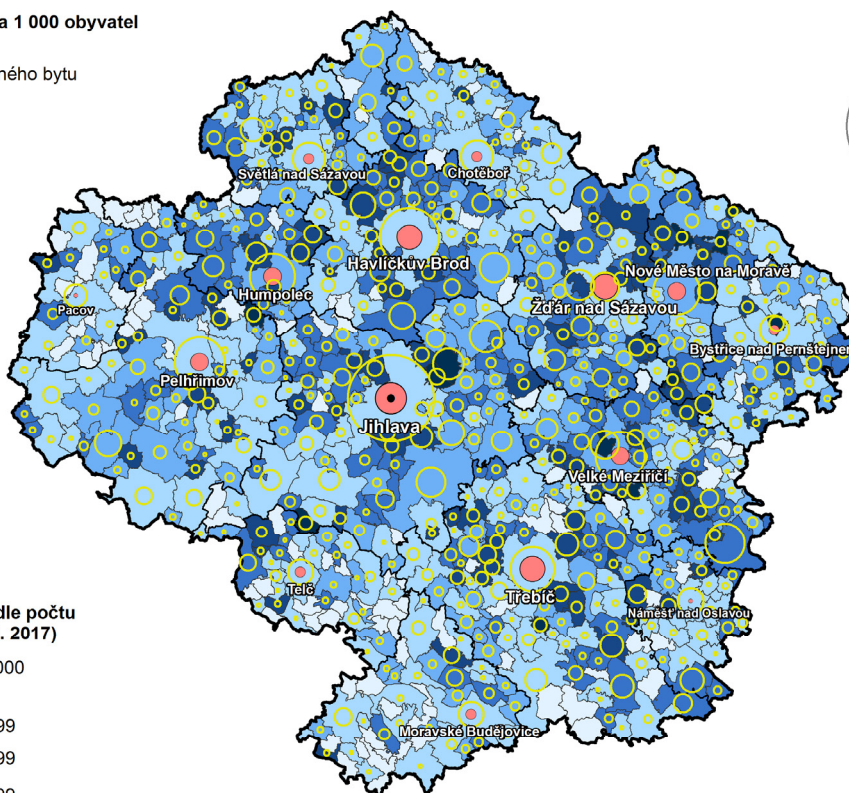 a 1 000 obyvatel
ného bytu
Světlá nad Sázavou
Chotěboř
Havlíčkův Brod
Nové Město na Moravě
Humpolec
Žďár nad Sázavou
Pacov
Bystřice nad Pernštejnem
Pelhřimov
Jihlava
Velké Meziříčí
Telč
Třebíč
Náměšť nad Oslavou
dle počtu
. 2017)
000
Moravské Budějovice
99
99
99